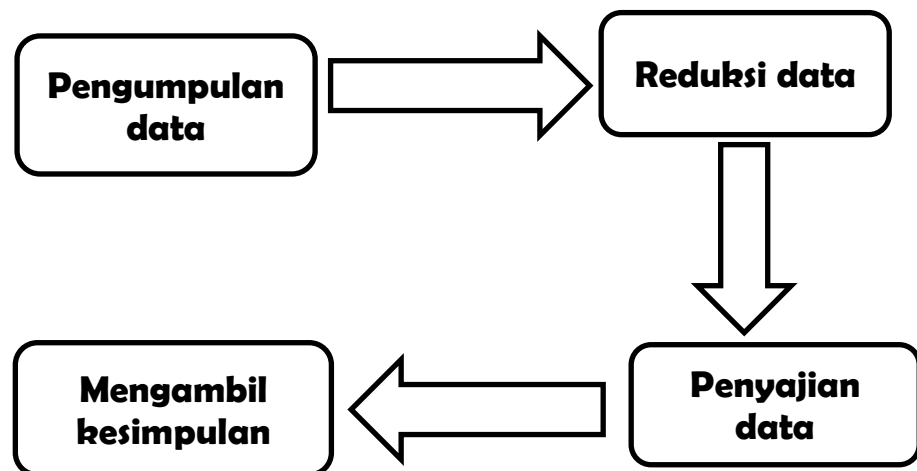 Pengumpulan
data
Reduksi data
Penyajian
data
Mengambil
kesimpulan